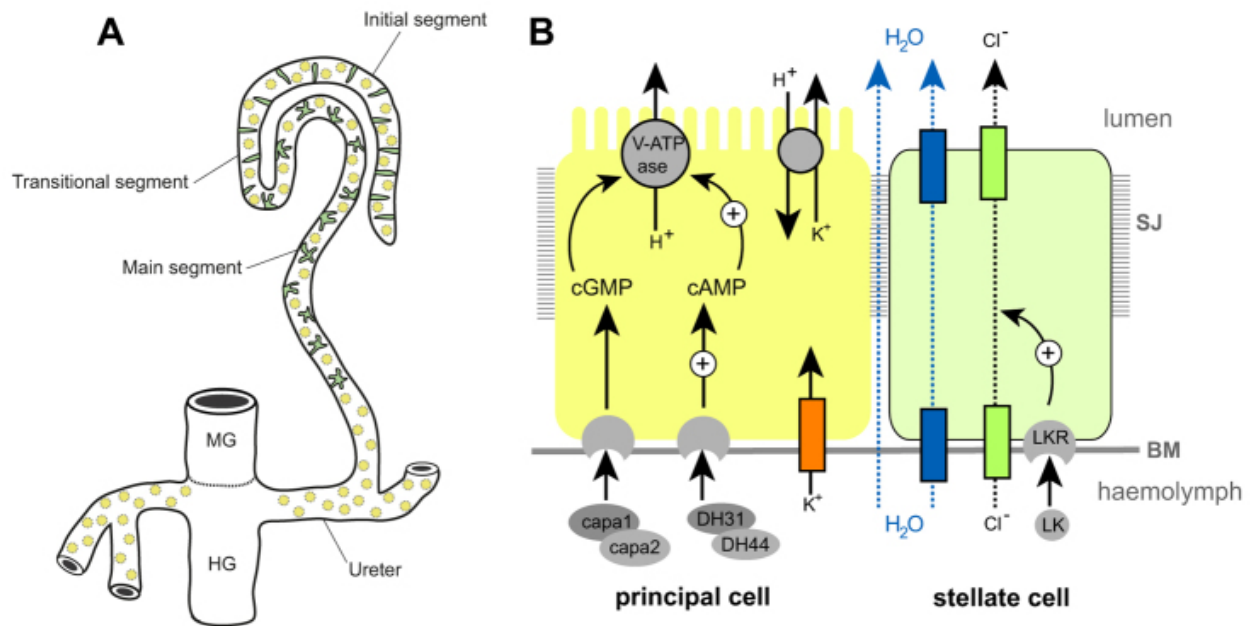 A
Initial segment
Transitional segment
Main segment
MG
HG
Ureter
B
H₂O
Cl⁻
H⁺
lumen
V-ATP
ase
SJ
H⁺
K⁺
cGMP
cAMP
+
+
+
LKR
BM
haemolymph
K⁺
capa1
capa2
DH31
DH44
H₂O
Cl⁻
LK
principal cell
stellate cell